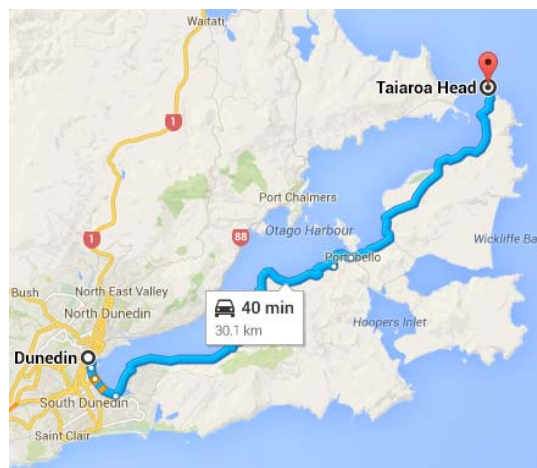 Waitati
Taiaroa Head
1
Port Chalmers
88
Otago Harbour
1
Wickliffe Ba
Portobello
Bush
North East Valley
North Dunedin
40 min
30.1 km
Hoopers Inlet
Dunedin
South Dunedin
Saint Clair